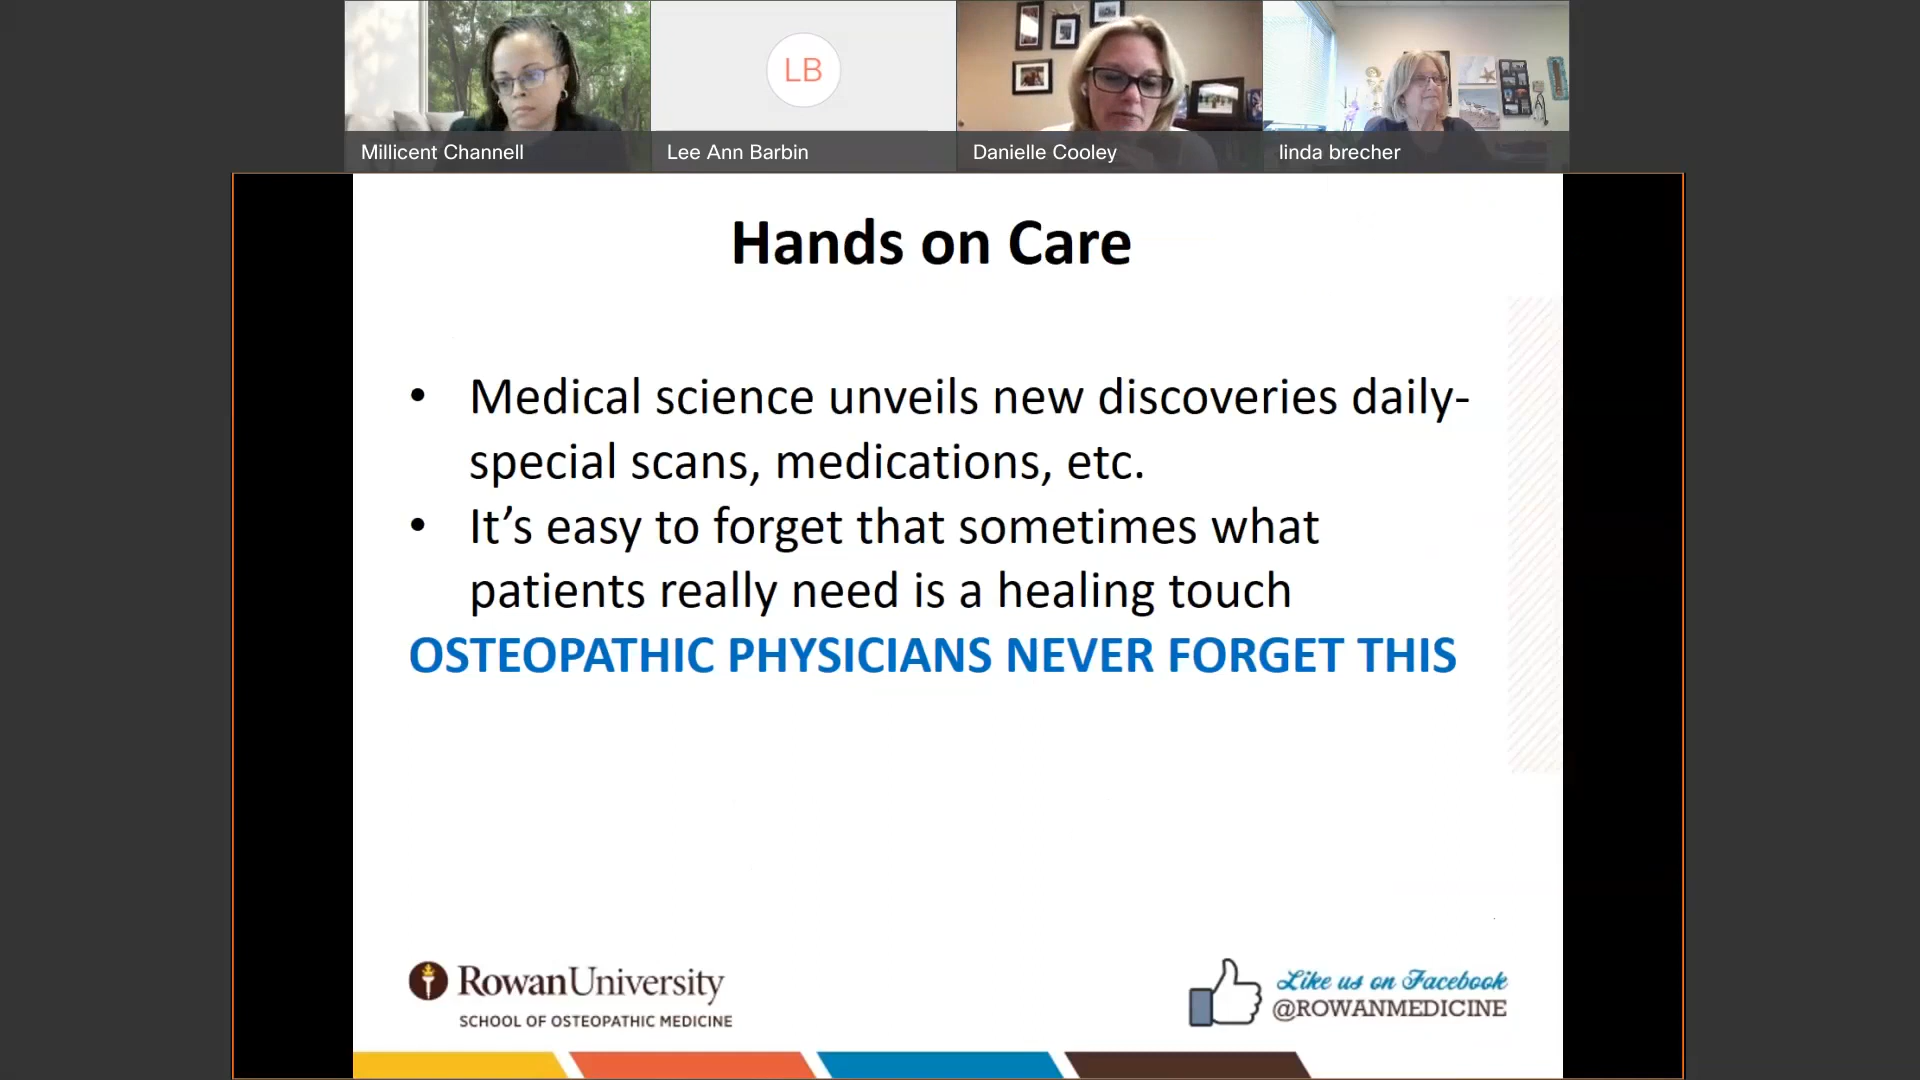 Millicent Channell
LB
Lee Ann Barbin
Danielle Cooley
linda brecher
Hands on Care
• Medical science unveils new discoveries daily-
special scans, medications, etc.
• It’s easy to forget that sometimes what
patients really need is a healing touch
OSTEOPATHIC PHYSICIANS NEVER FORGET THIS
RowanUniversity
SCHOOL OF OSTEOPATHIC MEDICINE
Like us on Facebook
@ROWANMEDICINE